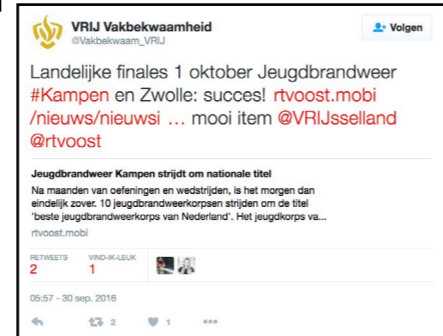 VRIJ Vakbekwaamheid
@Vakbekwaam_VRIJ
Volgen
Landelijke finales 1 oktober Jeugdbrandweer
#Kampen en Zwolle: succes! rtvoost.mobi
/nieuws/nieuwsi … mooi item @VRIJsselland
@rtvoost
Jeugdbrandweer Kampen strijdt om nationale titel
Na maanden van oefeningen en wedstrijden, is het morgen dan
eindelijk zover. 10 jeugdbrandweerkorpsen strijden om de titel
'beste jeugdbrandweerkorps van Nederland'. Het jeugdkorps va...
rtvoost.mobi
RETWEETS VIND-IK-LEUK
2 1
05:57 - 30 sep. 2016
2 1